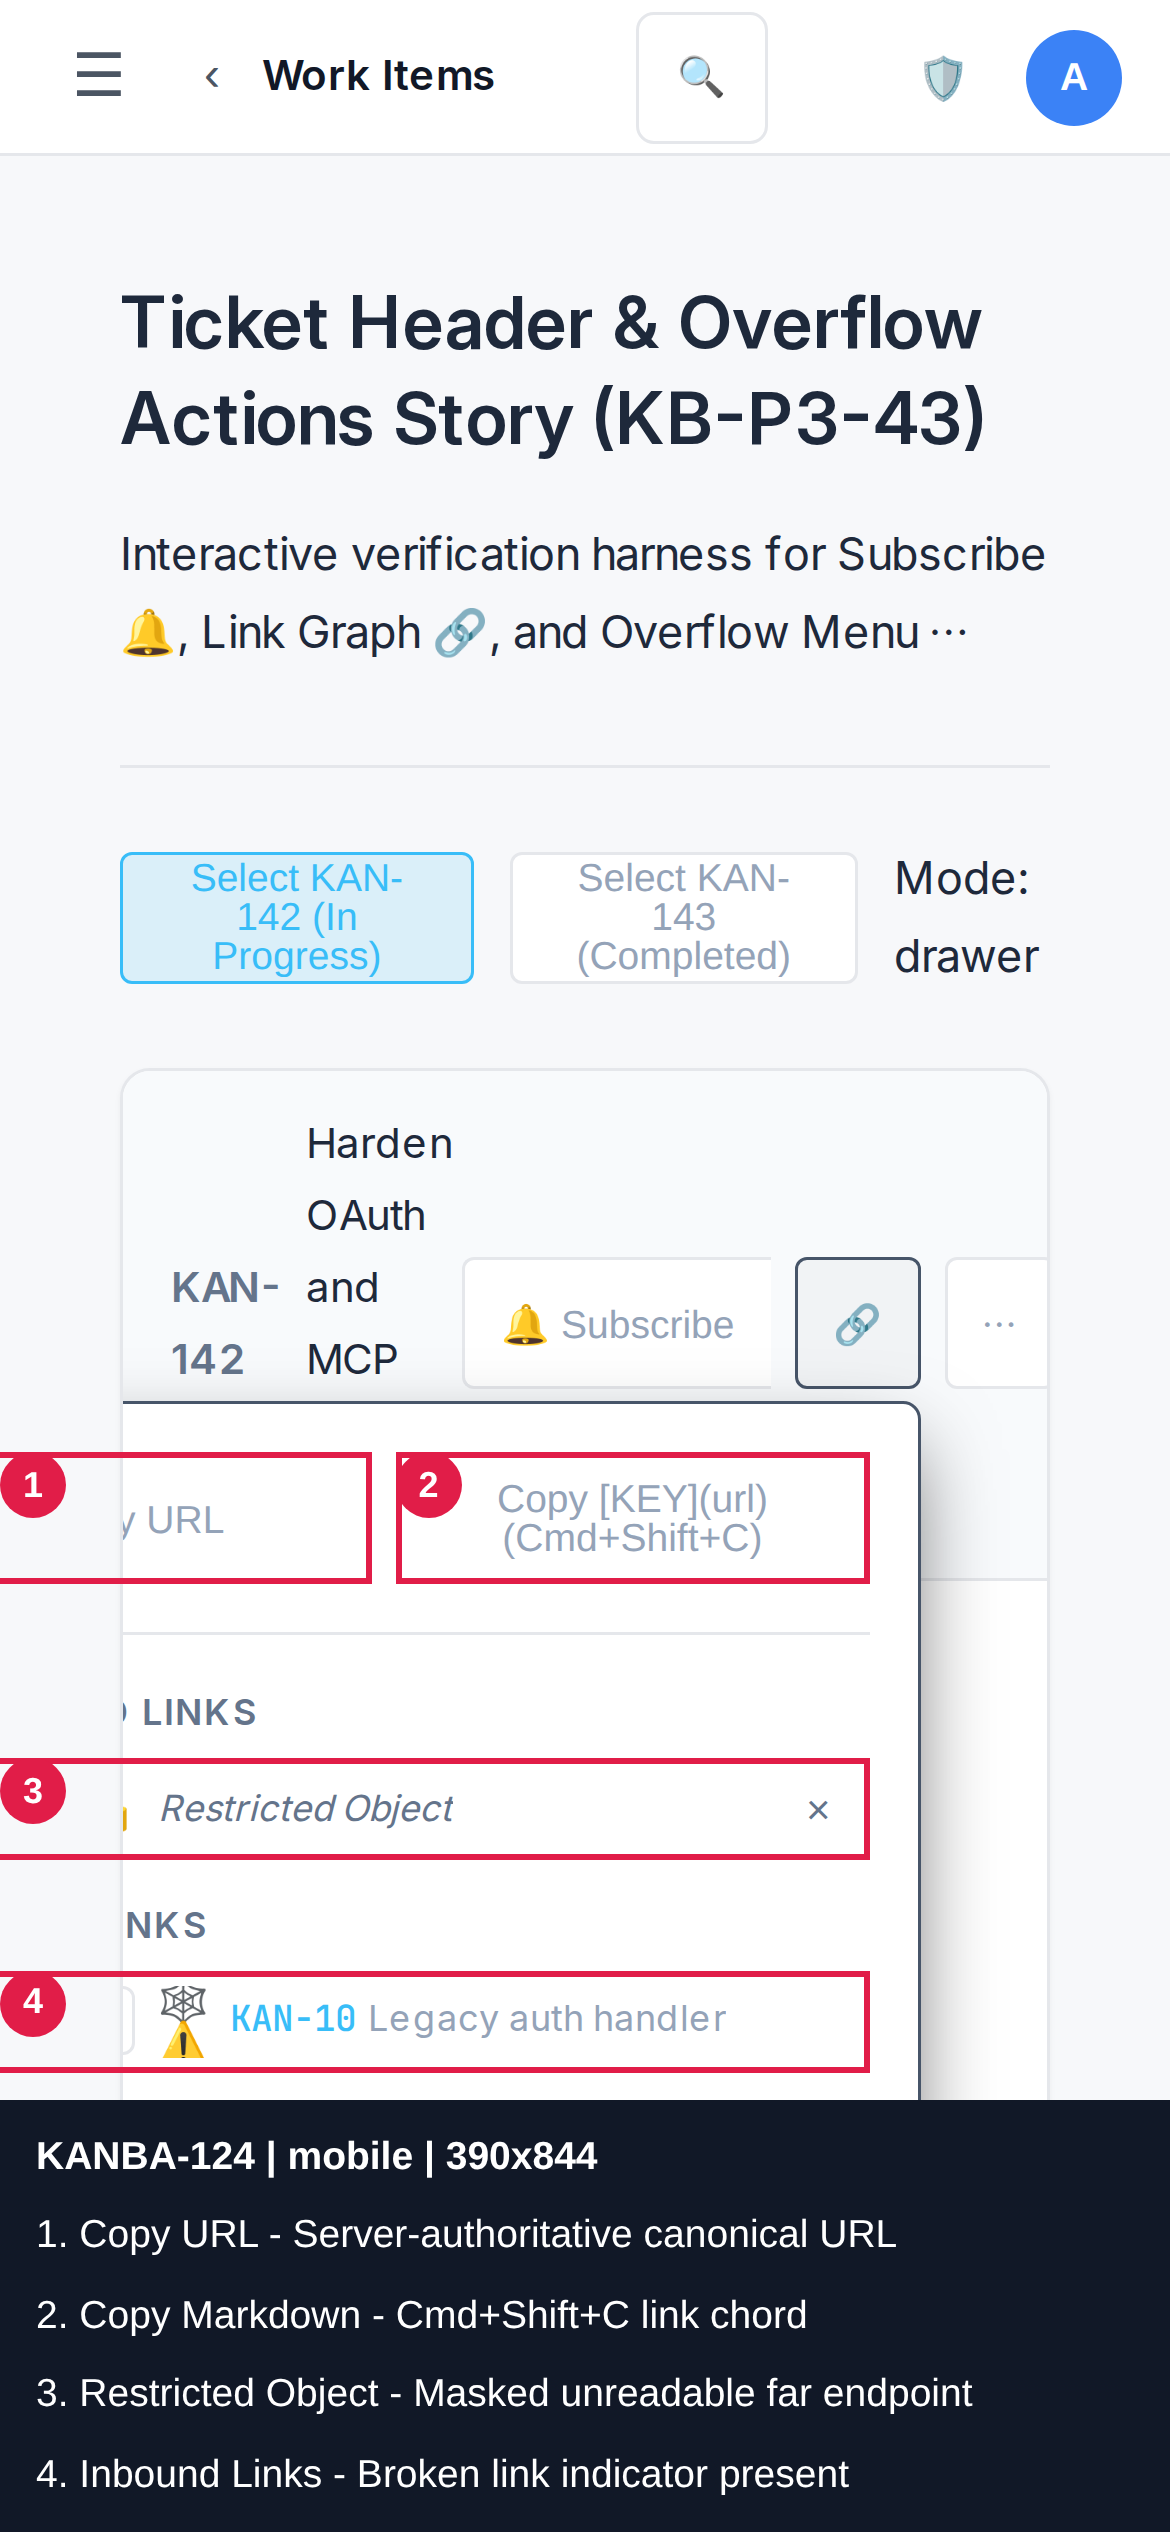 Work Items
A
Ticket Header & Overflow
Actions Story (KB-P3-43)
Interactive verification harness for Subscribe
🔔, Link Graph 🔗, and Overflow Menu ⋯
Select KAN-
142 (In
Progress)
Select KAN-
143
(Completed)
Mode:
drawer
KAN-
142
Harden
OAuth
and
MCP
🔔 Subscribe
🔗
⋯
1
y URL
2
Copy [KEY](url)
(Cmd+Shift+C)
LINKS
3
Restricted Object
×
NKS
4
KAN-10 Legacy auth handler
KANBA-124 | mobile | 390x844
1. Copy URL - Server-authoritative canonical URL
2. Copy Markdown - Cmd+Shift+C link chord
3. Restricted Object - Masked unreadable far endpoint
4. Inbound Links - Broken link indicator present